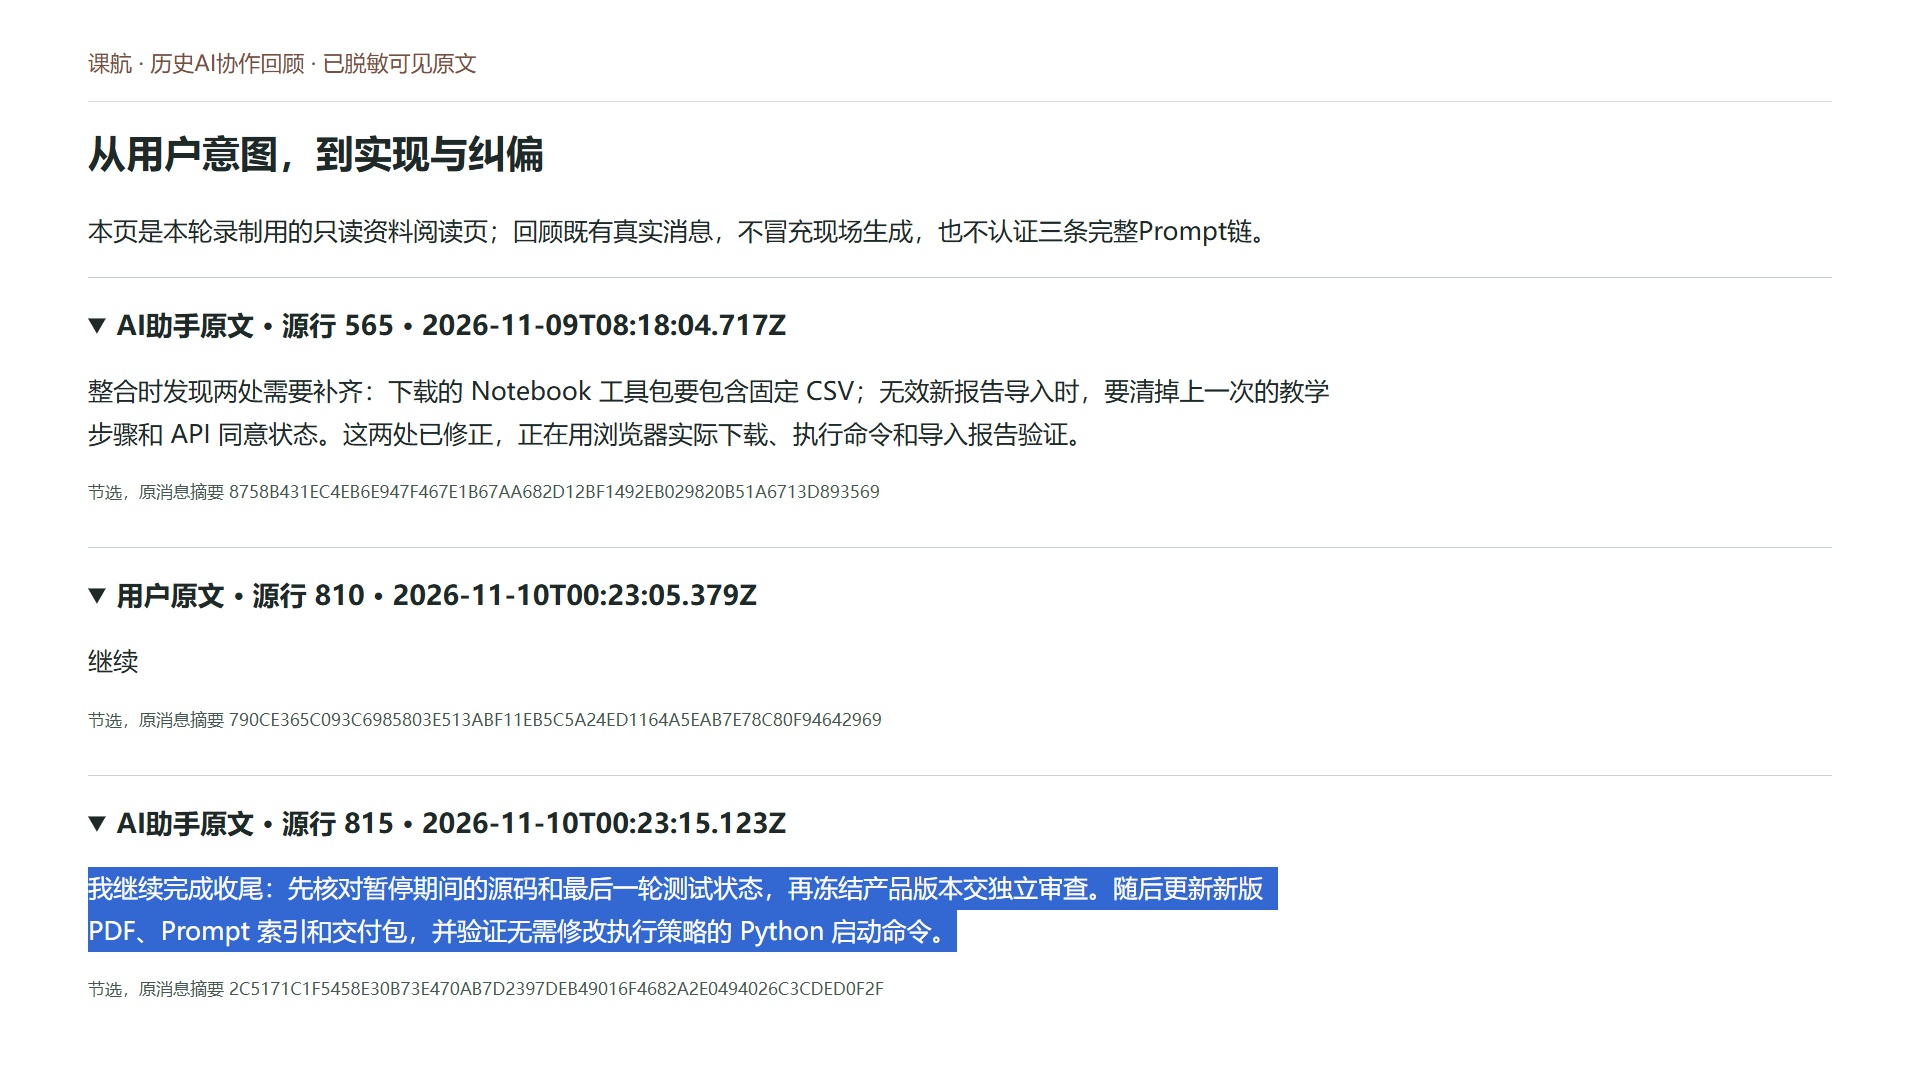 课航 · 历史AI协作回顾 · 已脱敏可见原文
从用户意图，到实现与纠偏
本页是本轮录制用的只读资料阅读页；回顾既有真实消息，不冒充现场生成，也不认证三条完整Prompt链。
▼ AI助手原文 • 源行 565 • 2026-11-09T08:18:04.717Z
整合时发现两处需要补齐：下载的 Notebook 工具包要包含固定 CSV；无效新报告导入时，要清掉上一次的教学
步骤和 API 同意状态。这两处已修正，正在用浏览器实际下载、执行命令和导入报告验证。
节选，原消息摘要 8758B431EC4EB6E947F467E1B67AA682D12BF1492EB029820B51A6713D893569
▼ 用户原文 • 源行 810 • 2026-11-10T00:23:05.379Z
继续
节选，原消息摘要 790CE365C093C6985803E513ABF11EB5C5A24ED1164A5EAB7E78C80F94642969
▼ AI助手原文 • 源行 815 • 2026-11-10T00:23:15.123Z
我继续完成收尾：先核对暂停期间的源码和最后一轮测试状态，再冻结产品版本交独立审查。随后更新新版
PDF、Prompt 索引和交付包，并验证无需修改执行策略的 Python 启动命令。
节选，原消息摘要 2C5171C1F5458E30B73E470AB7D2397DEB49016F4682A2E0494026C3CDED0F2F